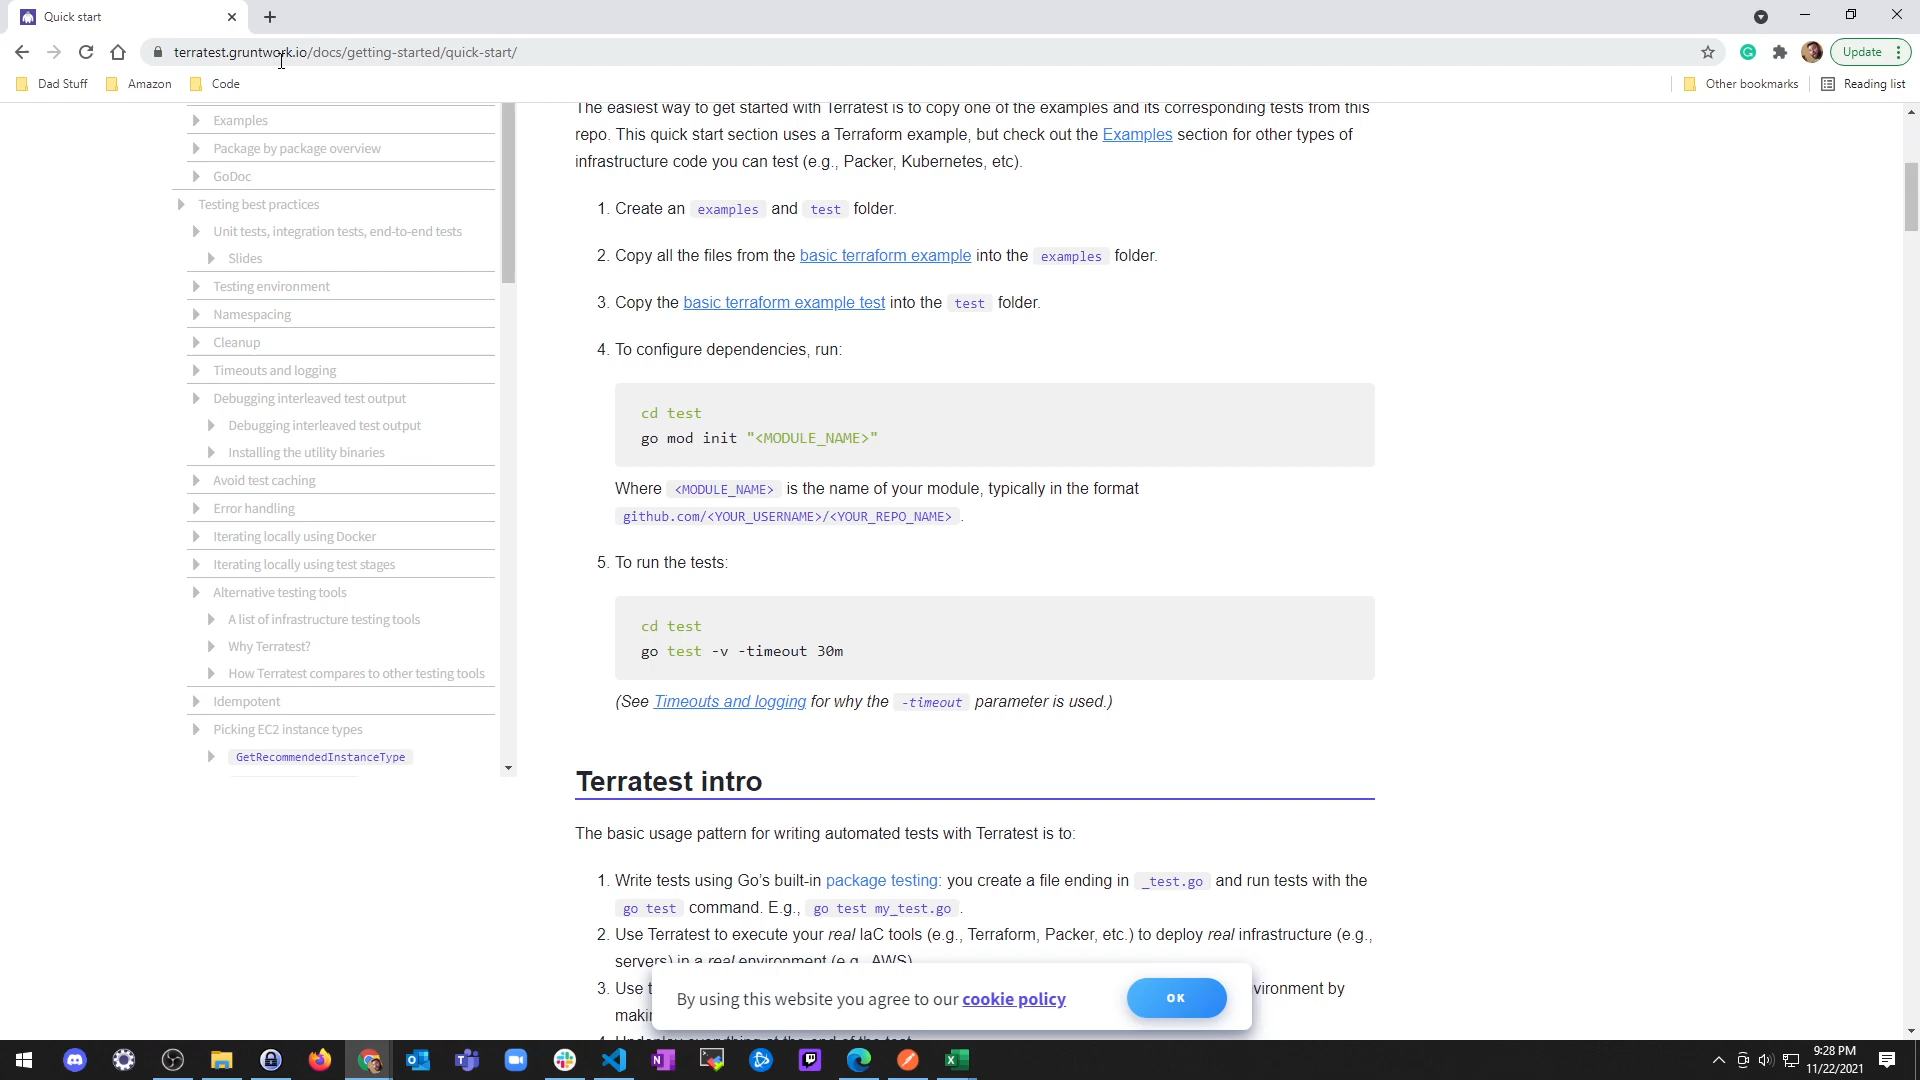 Quick start
terratest.gruntwork.io/docs/getting-started/quick-start/
Update
Dad Stuff
Amazon
Code
Other bookmarks
Reading list
Examples
Package by package overview
GoDoc
Testing best practices
Unit tests, integration tests, end-to-end tests
Slides
Testing environment
Namespacing
Cleanup
Timeouts and logging
Debugging interleaved test output
Debugging interleaved test output
Installing the utility binaries
Avoid test caching
Error handling
Iterating locally using Docker
Iterating locally using test stages
Alternative testing tools
A list of infrastructure testing tools
Why Terratest?
How Terratest compares to other testing tools
Idempotent
Picking EC2 instance types
GetRecommendedInstanceType
The easiest way to get started with Terratest is to copy one of the examples and its corresponding tests from this
repo. This quick start section uses a Terraform example, but check out the Examples section for other types of
infrastructure code you can test (e.g., Packer, Kubernetes, etc).
1. Create an examples and test folder.
2. Copy all the files from the basic terraform example into the examples folder.
3. Copy the basic terraform example test into the test folder.
4. To configure dependencies, run:
cd test
go mod init "<MODULE_NAME>"
Where <MODULE_NAME> is the name of your module, typically in the format
github.com/<YOUR_USERNAME>/<YOUR_REPO_NAME> .
5. To run the tests:
cd test
go test -v -timeout 30m
(See Timeouts and logging for why the -timeout parameter is used.)
Terratest intro
The basic usage pattern for writing automated tests with Terratest is to:
1. Write tests using Go’s built-in package testing: you create a file ending in _test.go and run tests with the
go test command. E.g., go test my_test.go .
2. Use Terratest to execute your real IaC tools (e.g., Terraform, Packer, etc.) to deploy real infrastructure (e.g.,
servers) in a real environment (e.g., AWS).
3. Use
vironment by
By using this website you agree to our cookie policy
OK
4. Undeploy everything at the end of the test.
9:28 PM
11/22/2021